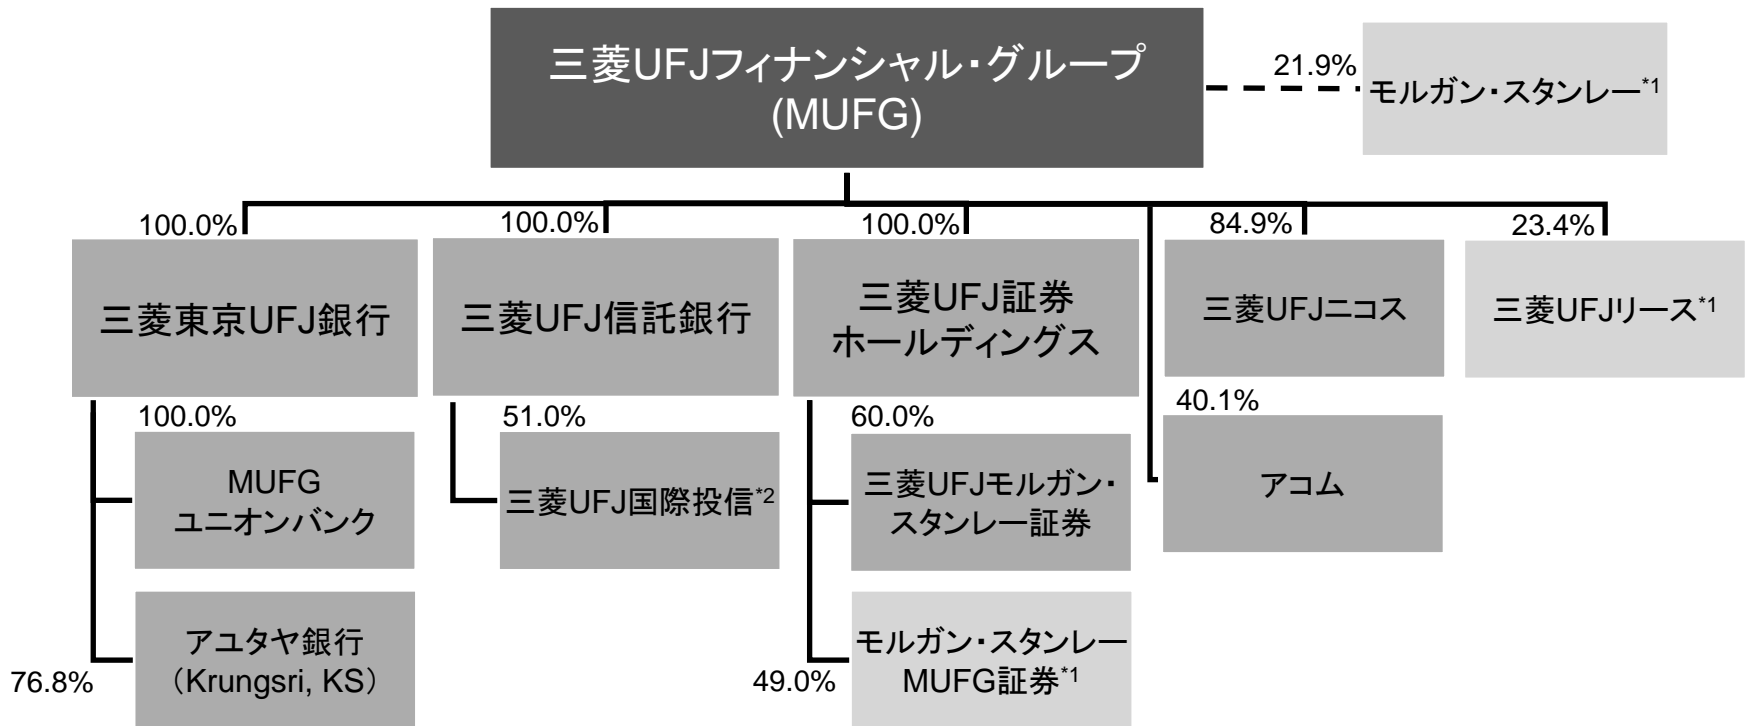 三菱UFJフィナンシャル・グループ
(MUFG)
21.9%
モルガン・スタンレー*1
100.0%
100.0%
100.0%
84.9%
23.4%
三菱東京UFJ銀行
三菱UFJ信託銀行
三菱UFJ証券
ホールディングス
三菱UFJニコス
三菱UFJリース*1
100.0%
51.0%
60.0%
40.1%
MUFG
ユニオンバンク
三菱UFJ国際投信*2
三菱UFJモルガン・
スタンレー証券
アコム
アユタヤ銀行
（Krungsri, KS）
76.8%
モルガン・スタンレー
MUFG証券*1
49.0%